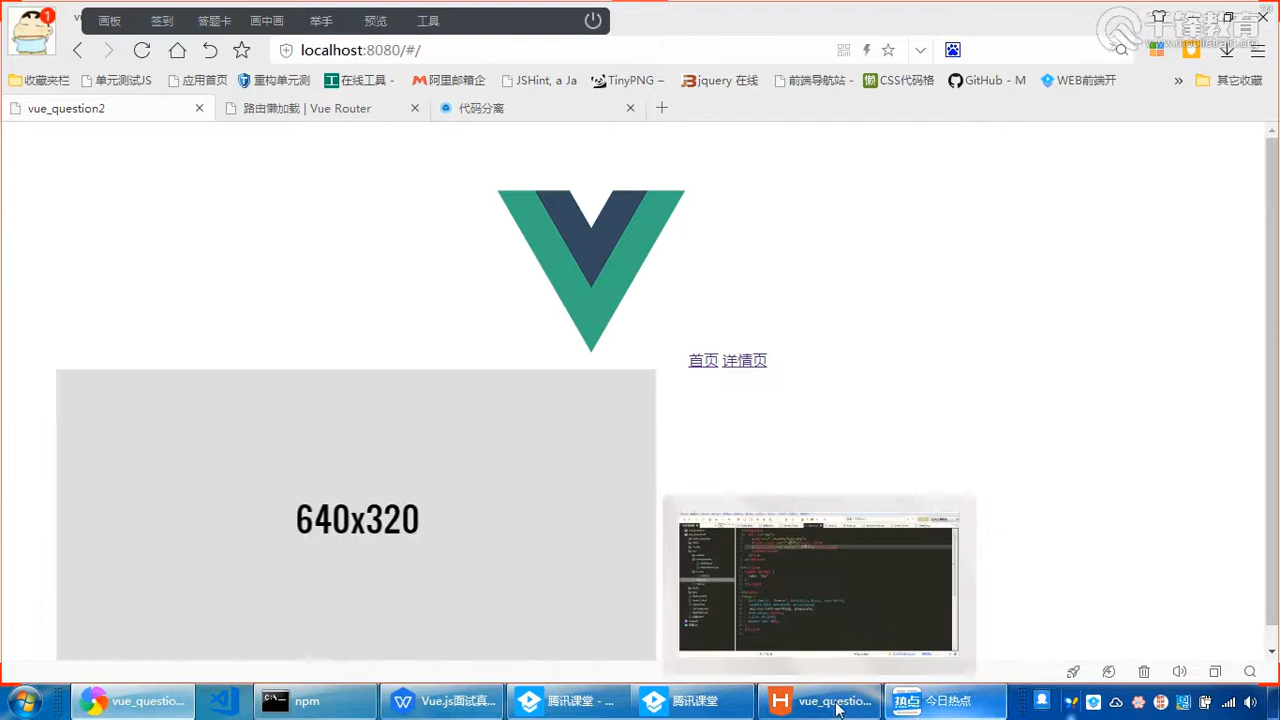 画板 签到 答题卡 画中画 举手 预览 工具
1
千锋教育
www.mobiletrain.org
localhost:8080/#/
收藏夹栏 单元测试JS 应用首页 重构单元测 在线工具 - 阿里邮箱企 JSHint, a Ja TinyPNG – jquery 在线 前端导航站 - CSS代码格 GitHub - M WEB前端开 » 其它收藏
vue_question2 路由懒加载 | Vue Router 代码分离
首页 详情页
640x320
vue_questio... npm Vue.js面试真... 腾讯课堂 - ... 腾讯课堂 vue_questio... 热点 今日热点